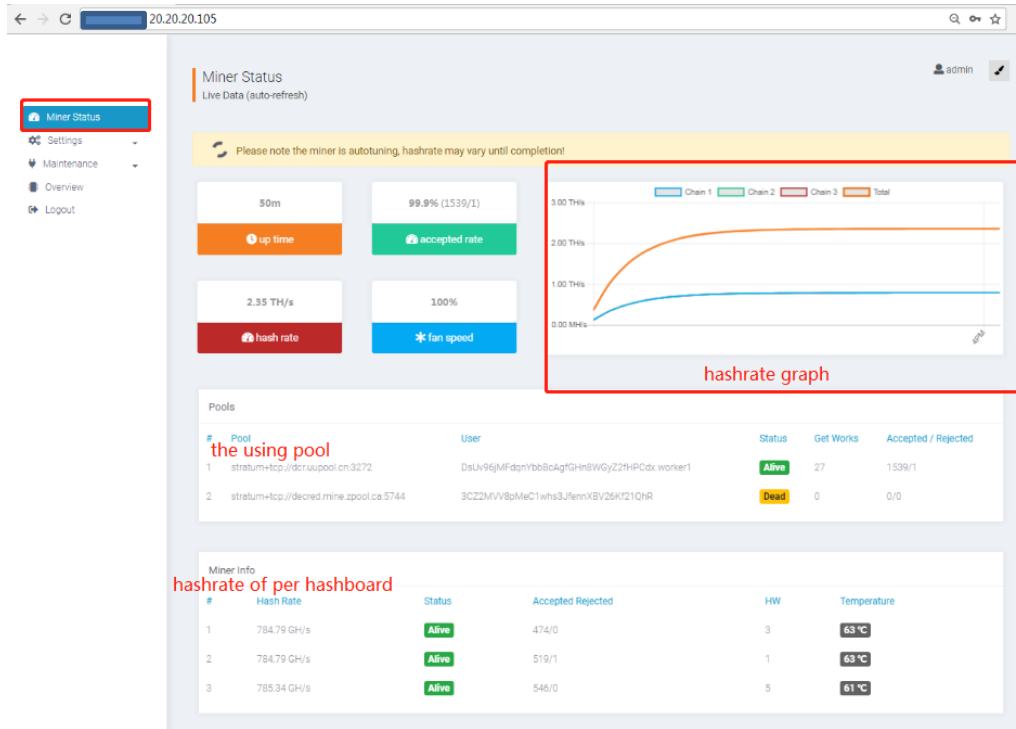 20.20.20.105
admin
Miner Status
Live Data (auto-refresh)
Miner Status
Settings
Maintenance
Overview
Logout
Please note the miner is autotuning, hashrate may vary until completion!
50m
up time
99.9% (1539/1)
accepted rate
2.35 TH/s
hash rate
100%
fan speed
Chain 1 Chain 2 Chain 3 Total
3.00 TH/s
2.00 TH/s
1.00 TH/s
0.00 MH/s
hashrate graph
Pools
# Pool User Status Get Works Accepted / Rejected
the using pool
1 stratum+tcp://dcr.uupool.cn:3272 DsUv96jMFdqnYbbBcAgfGHn8WGyZ2fHPCdx.worker1 Alive 27 1539/1
2 stratum+tcp://decred.mine.zpool.ca:5744 3CZ2MVV8pMeC1whs3JfennXBV26Kf21QhR Dead 0 0/0
Miner Info
hashrate of per hashboard
# Hash Rate Status Accepted Rejected HW Temperature
1 784.79 GH/s Alive 474/0 3 63 °C
2 784.79 GH/s Alive 519/1 1 63 °C
3 785.34 GH/s Alive 546/0 5 61 °C